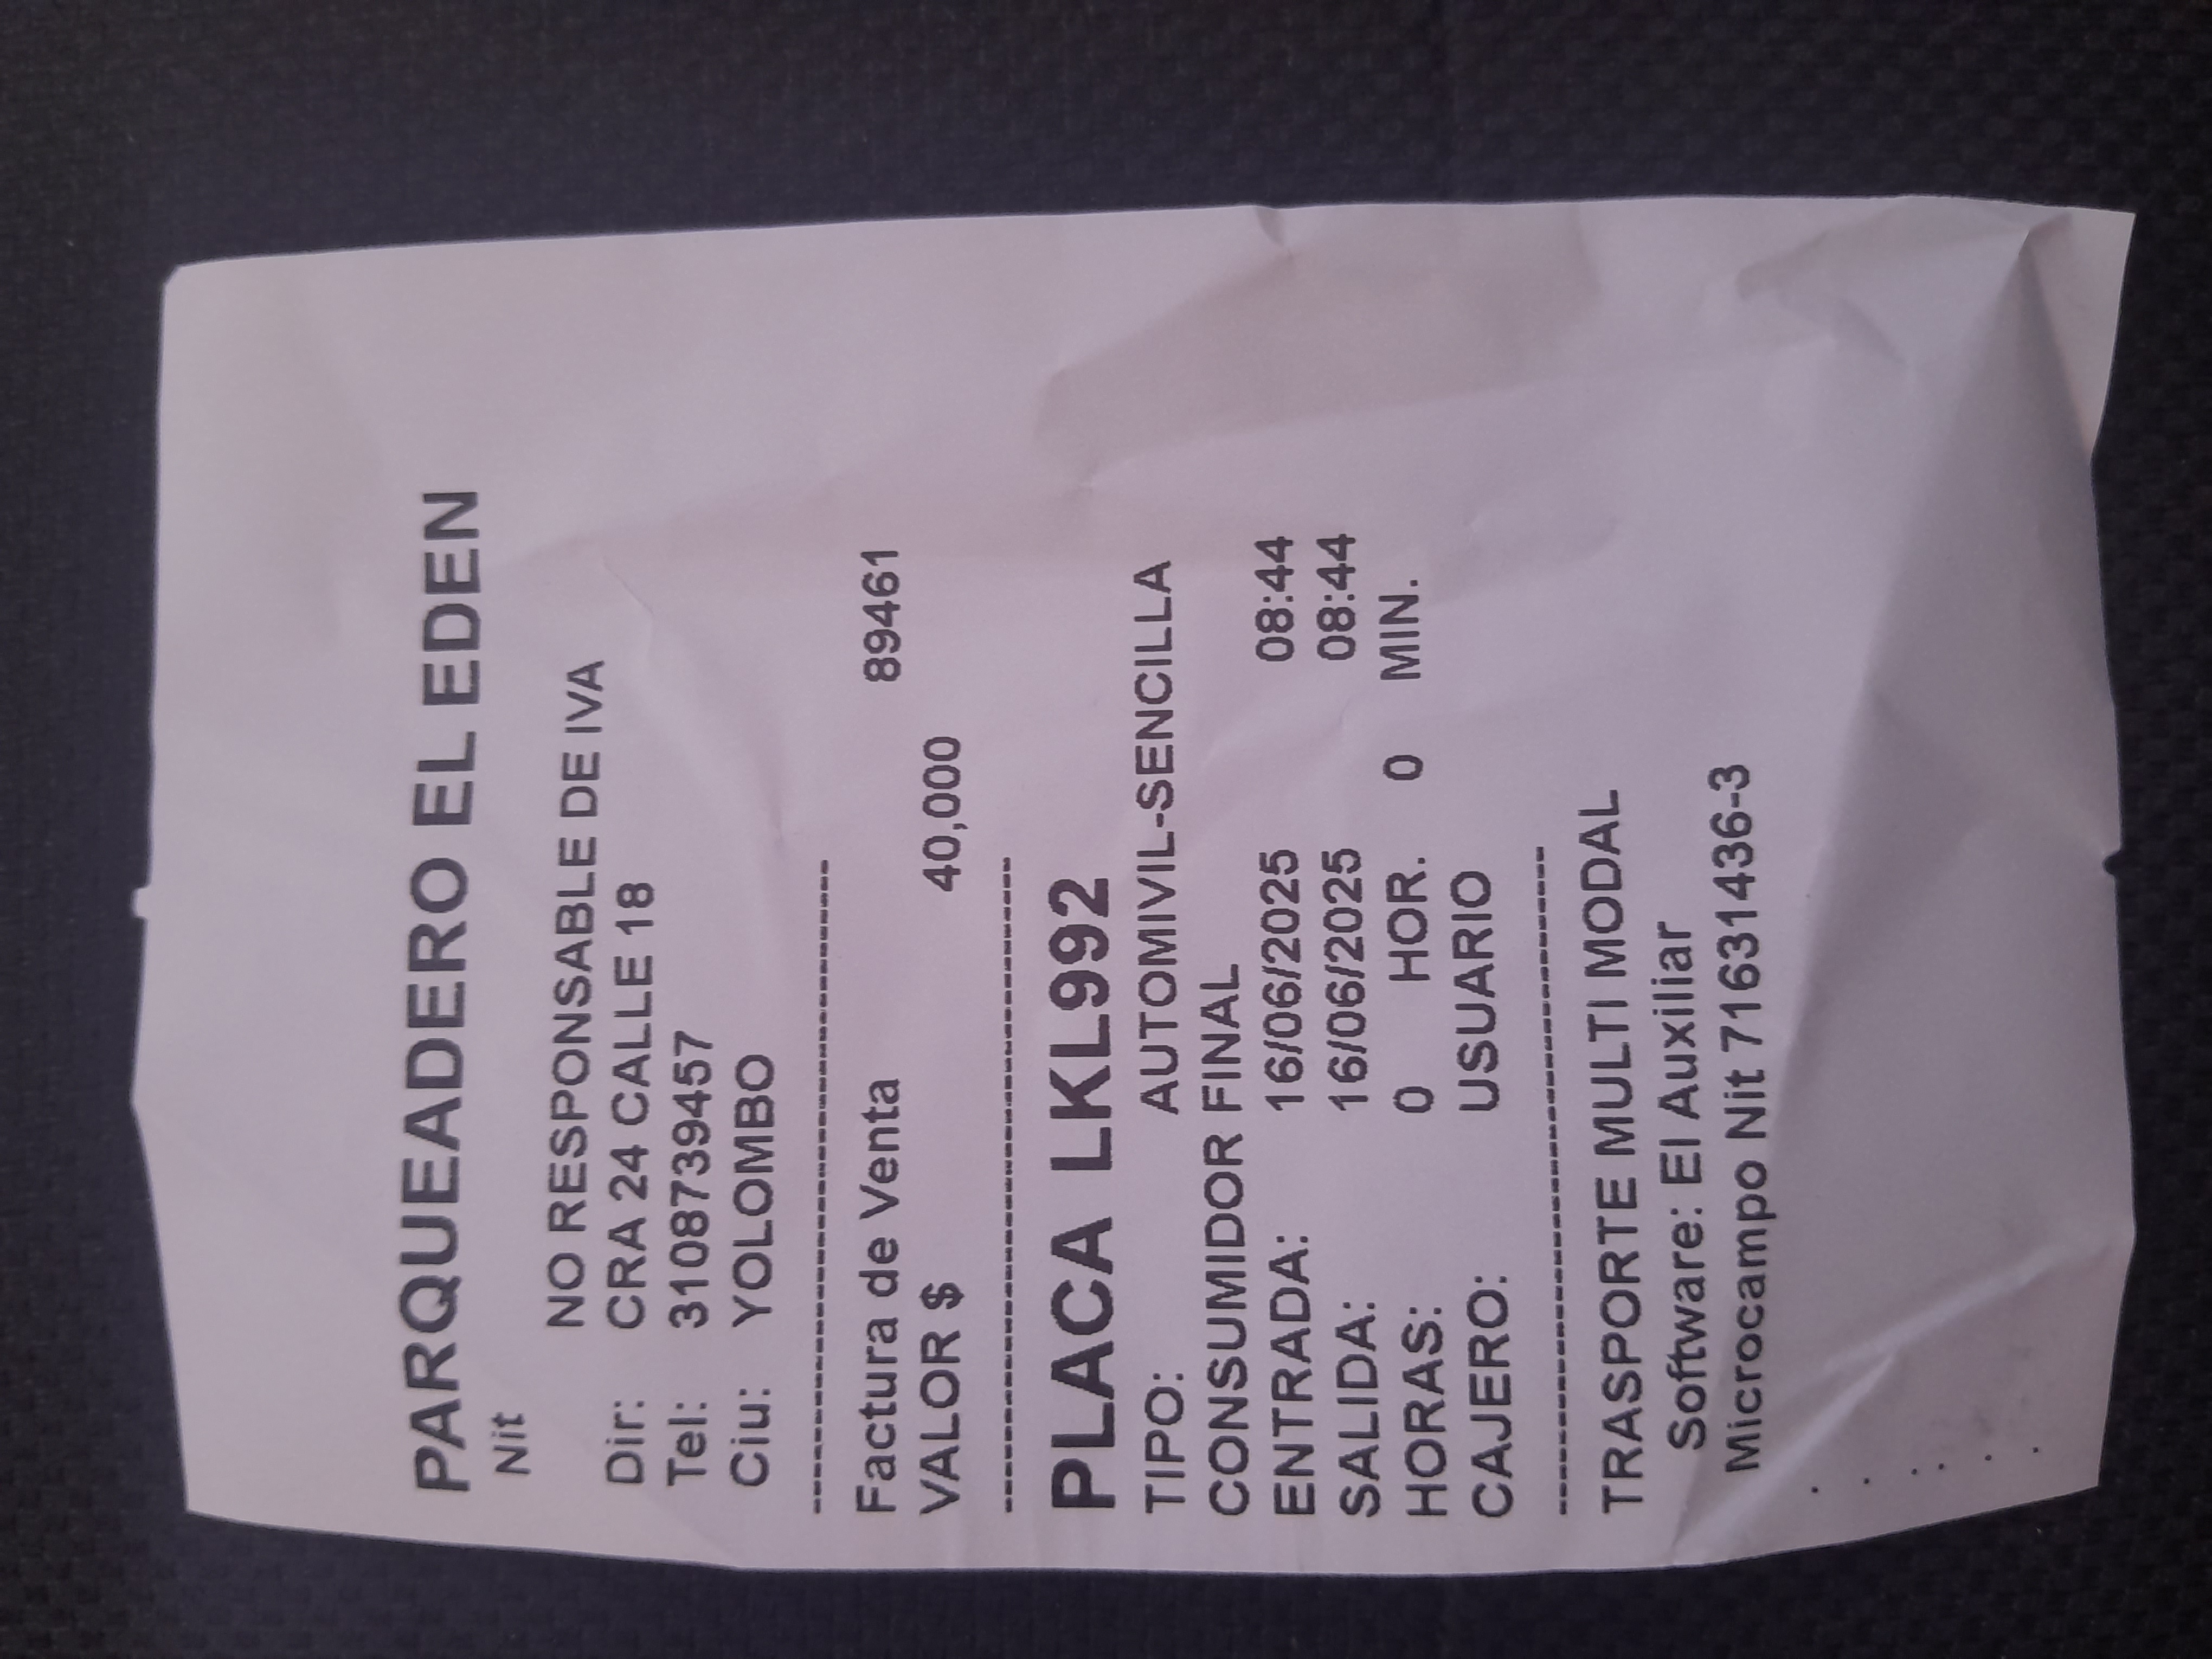 PARQUEADERO EL EDEN
Nit
NO RESPONSABLE DE IVA
Dir: CRA 24 CALLE 18
Tel: 3108739457
Ciu: YOLOMBO
--------------------------------------------------
Factura de Venta 89461
VALOR $ 40,000
--------------------------------------------------
PLACA LKL992
TIPO: AUTOMIVIL-SENCILLA
CONSUMIDOR FINAL
ENTRADA: 16/06/2025 08:44
SALIDA: 16/06/2025 08:44
HORAS: 0 HOR. 0 MIN.
CAJERO: USUARIO
--------------------------------------------------
TRASPORTE MULTI MODAL
Software: El Auxiliar
Microcampo Nit 71631436-3